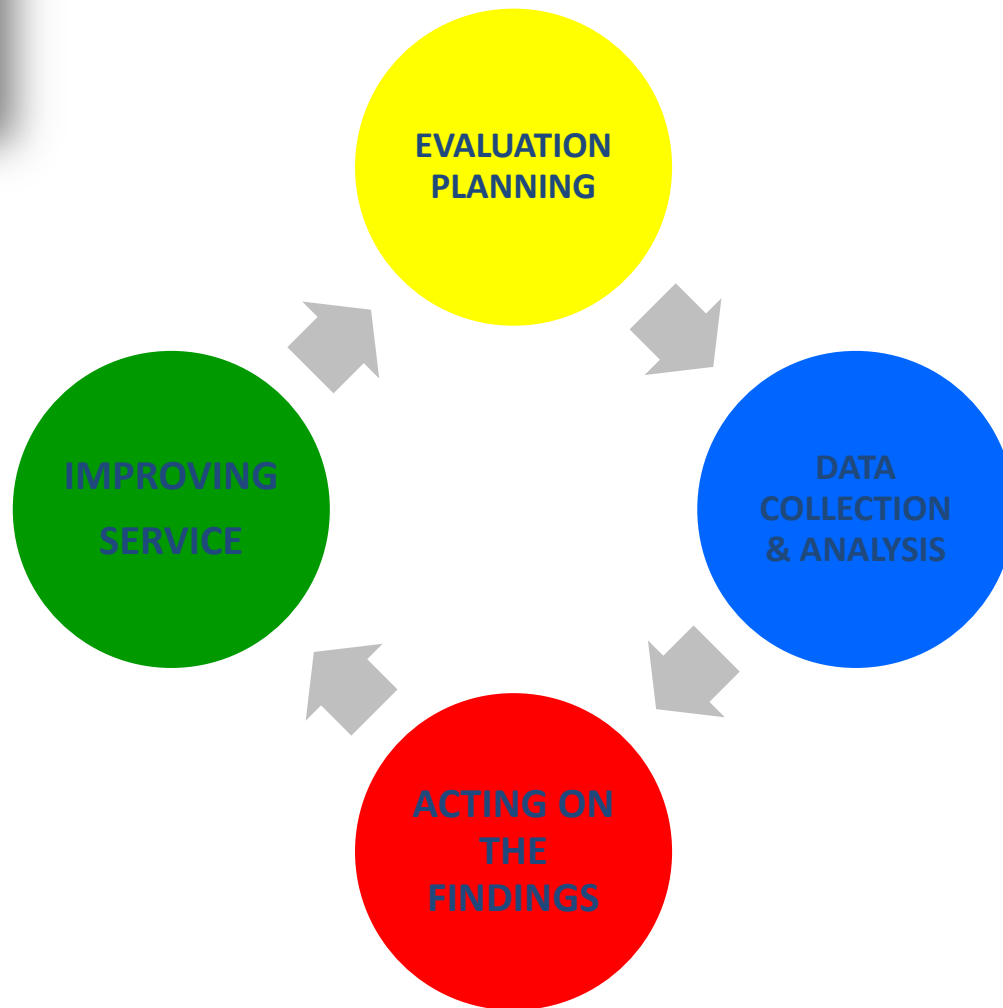 EVALUATION
PLANNING
DATA
COLLECTION
& ANALYSIS
ACTING ON
THE
FINDINGS
IMPROVING
SERVICE